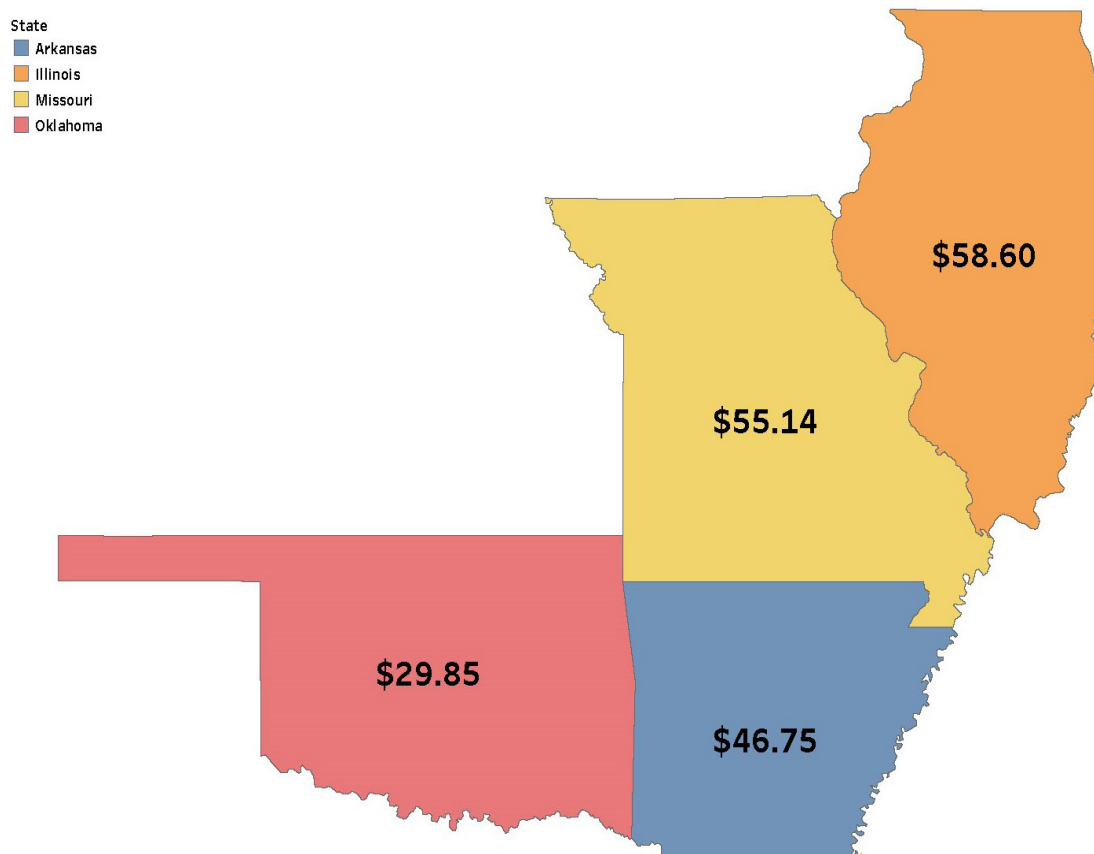 State
Arkansas
Illinois
Missouri
Oklahoma
$58.60
$55.14
$29.85
$46.75